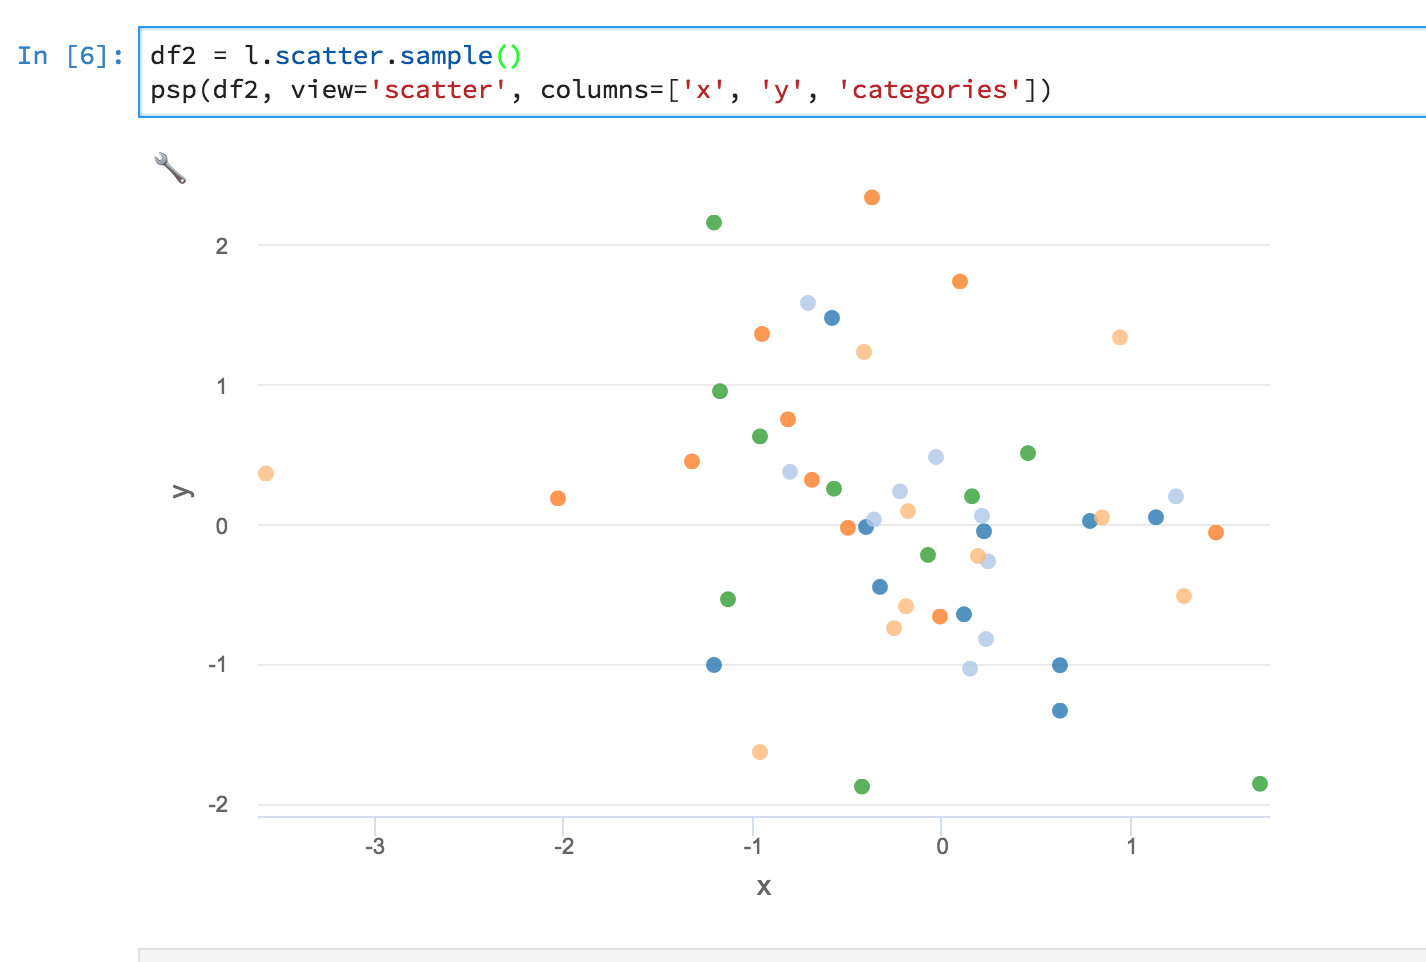 In [6]: df2 = l.scatter.sample()
psp(df2, view='scatter', columns=['x', 'y', 'categories'])
2
1
y
0
-1
-2
-3 -2 -1 0 1
x